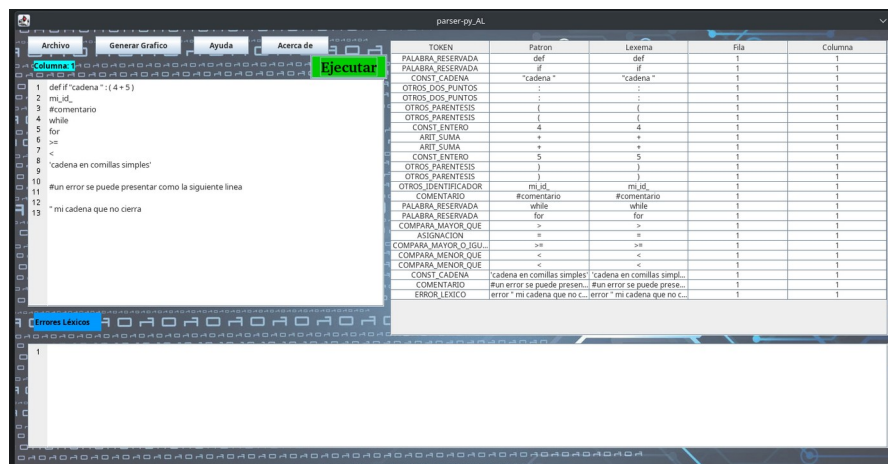 parser-py_AL
Archivo Generar Grafico Ayuda Acerca de
Columna: 1
Ejecutar
1 def if "cadena " : ( 4 + 5 )
2 mi_id_
3 #comentario
4 while
5 for
6 >=
7 <
8 'cadena en comillas simples'
9
10 #un error se puede presentar como la siguiente linea
11
12 " mi cadena que no cierra
13
TOKEN Patron Lexema Fila Columna
PALABRA_RESERVADA def def 1 1
PALABRA_RESERVADA if if 1 1
CONST_CADENA "cadena " "cadena " 1 1
OTROS_DOS_PUNTOS : : 1 1
OTROS_DOS_PUNTOS : : 1 1
OTROS_PARENTESIS ( ( 1 1
OTROS_PARENTESIS ( ( 1 1
CONST_ENTERO 4 4 1 1
ARIT_SUMA + + 1 1
ARIT_SUMA + + 1 1
CONST_ENTERO 5 5 1 1
OTROS_PARENTESIS ) ) 1 1
OTROS_PARENTESIS ) ) 1 1
OTROS_IDENTIFICADOR mi_id_ mi_id_ 1 1
COMENTARIO #comentario #comentario 1 1
PALABRA_RESERVADA while while 1 1
PALABRA_RESERVADA for for 1 1
COMPARA_MAYOR_QUE > > 1 1
ASIGNACION = = 1 1
COMPARA_MAYOR_O_IGU... >= >= 1 1
COMPARA_MENOR_QUE < < 1 1
COMPARA_MENOR_QUE < < 1 1
CONST_CADENA 'cadena en comillas simples' 'cadena en comillas simpl... 1 1
COMENTARIO #un error se puede presen... #un error se puede prese... 1 1
ERROR_LEXICO error " mi cadena que no c... error " mi cadena que no c... 1 1
Errores Léxicos
1